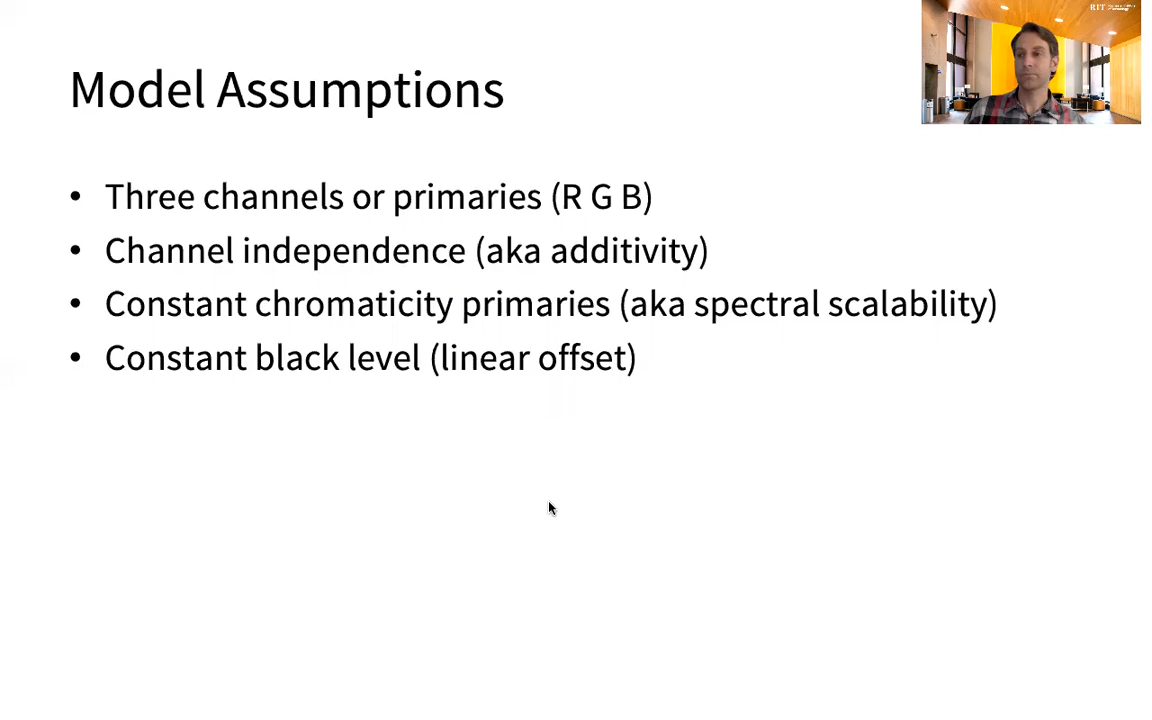 Model Assumptions
• Three channels or primaries (R G B)
• Channel independence (aka additivity)
• Constant chromaticity primaries (aka spectral scalability)
• Constant black level (linear offset)
RIT